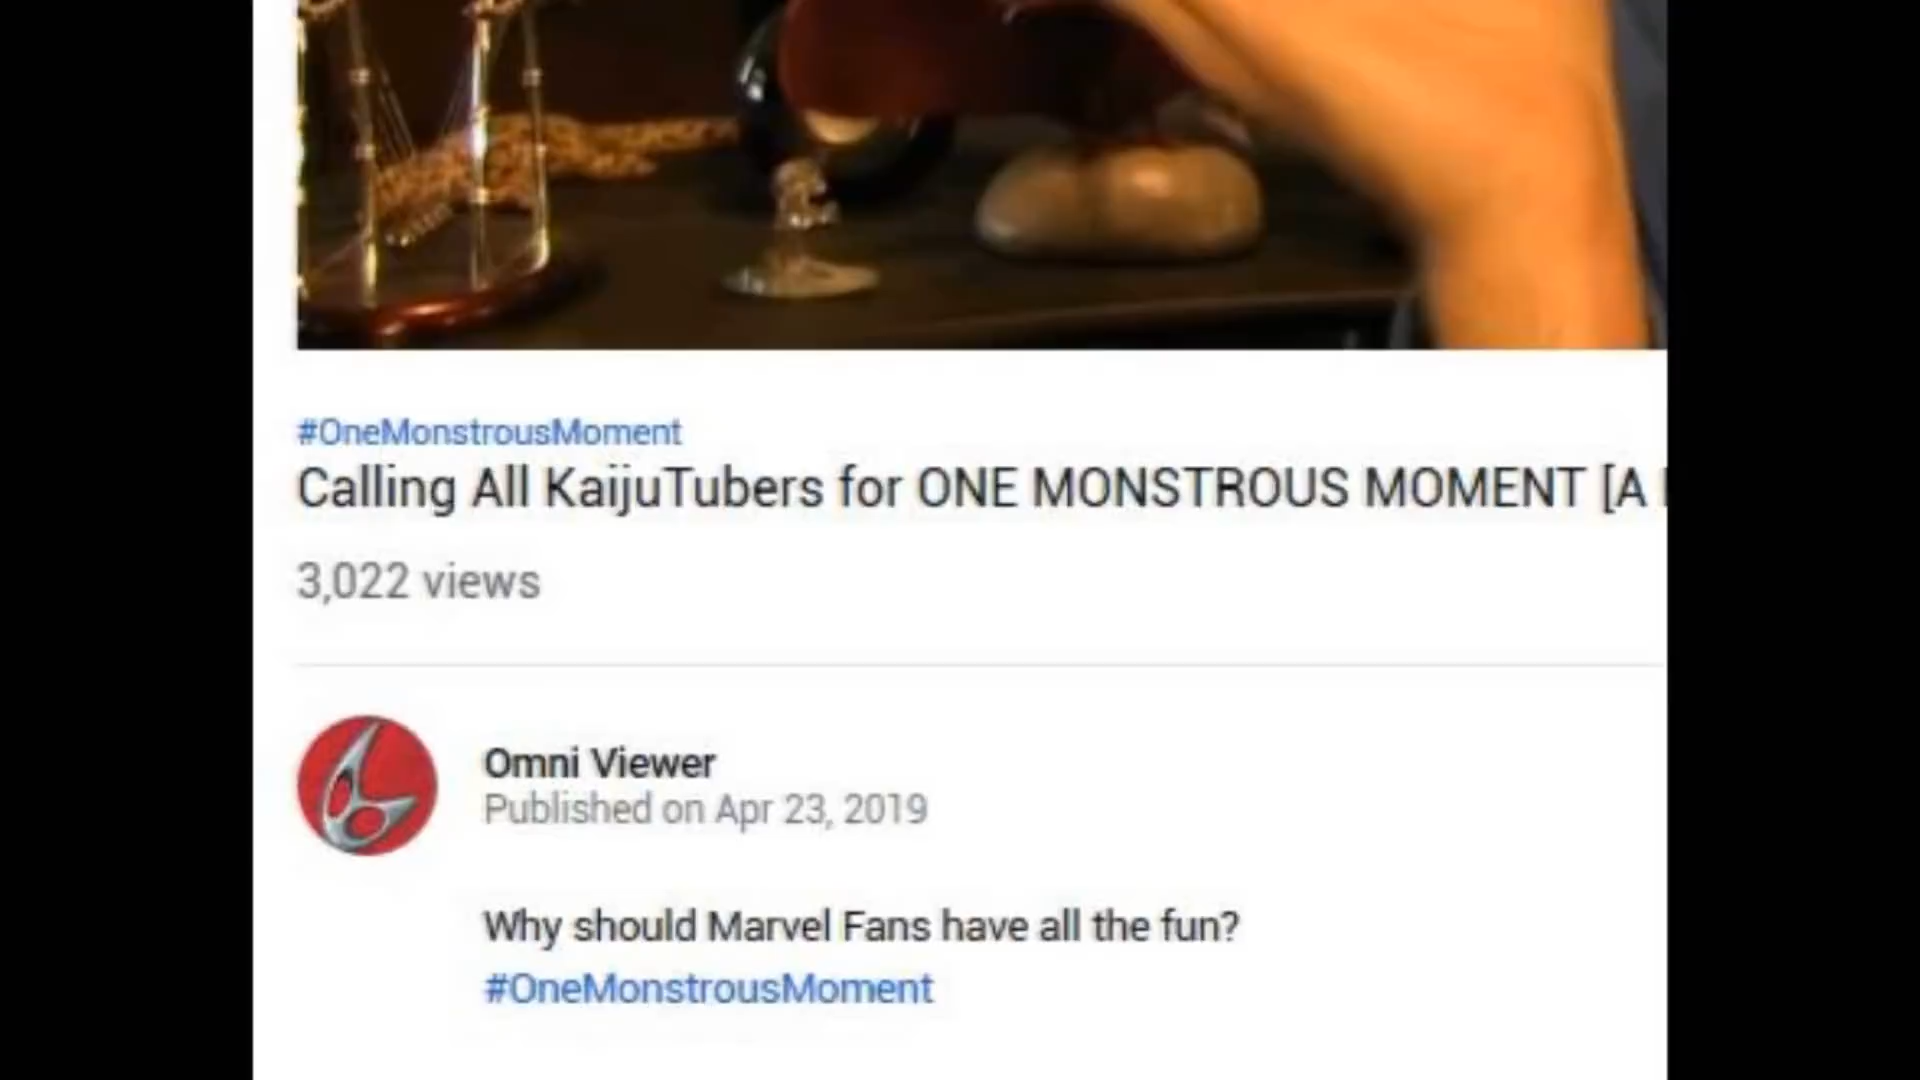 #OneMonstrousMoment
Calling All KaijuTubers for ONE MONSTROUS MOMENT [A
3,022 views
Omni Viewer
Published on Apr 23, 2019
Why should Marvel Fans have all the fun?
#OneMonstrousMoment